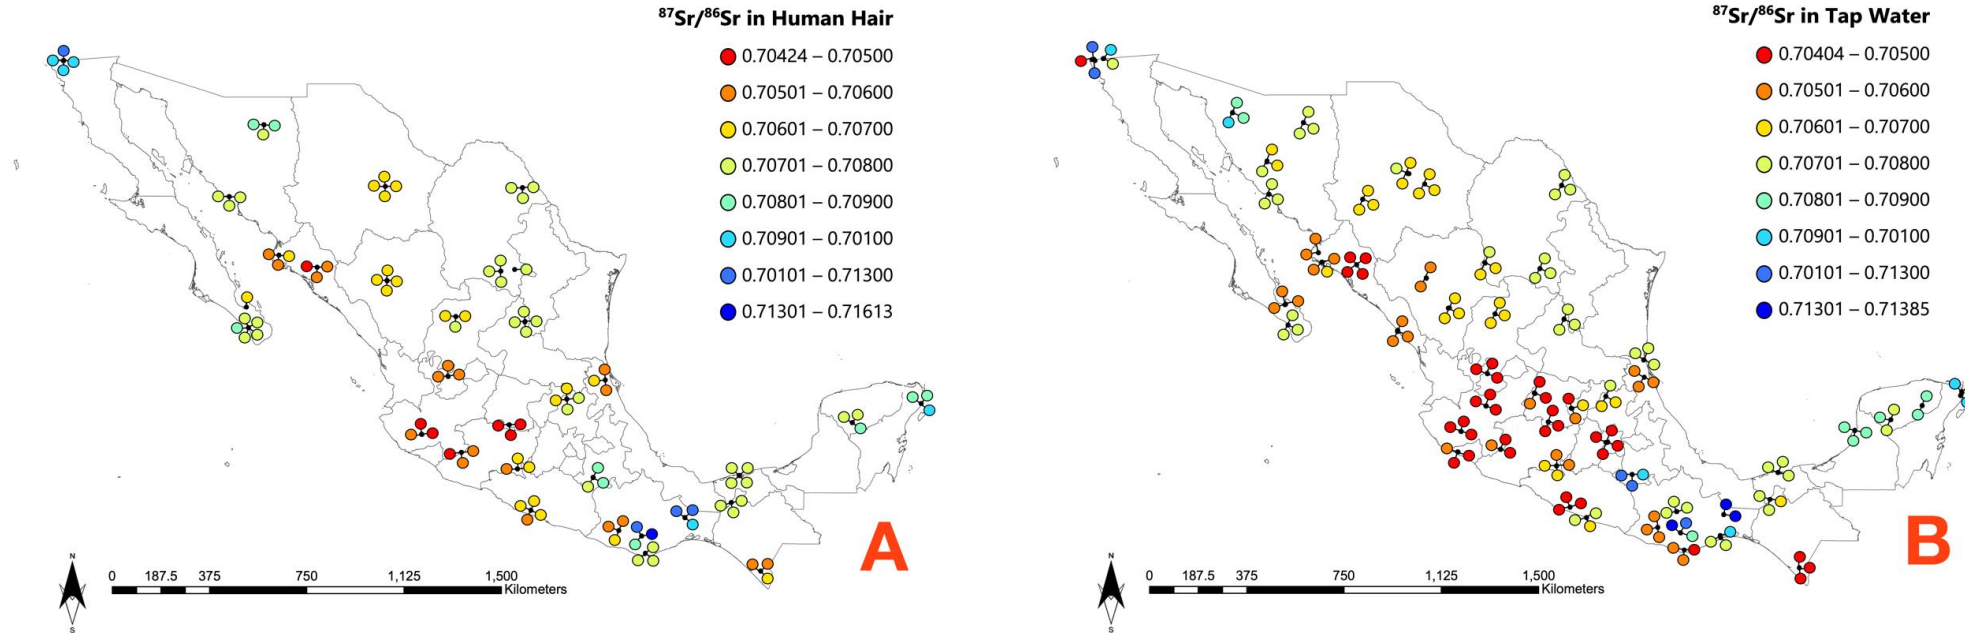 ⁸⁷Sr/⁸⁶Sr in Human Hair
0.70424 – 0.70500
0.70501 – 0.70600
0.70601 – 0.70700
0.70701 – 0.70800
0.70801 – 0.70900
0.70901 – 0.70100
0.70101 – 0.71300
0.71301 – 0.71613
A
N
S
0 187.5 375 750 1,125 1,500
Kilometers
⁸⁷Sr/⁸⁶Sr in Tap Water
0.70404 – 0.70500
0.70501 – 0.70600
0.70601 – 0.70700
0.70701 – 0.70800
0.70801 – 0.70900
0.70901 – 0.70100
0.70101 – 0.71300
0.71301 – 0.71385
B
N
S
0 187.5 375 750 1,125 1,500
Kilometers